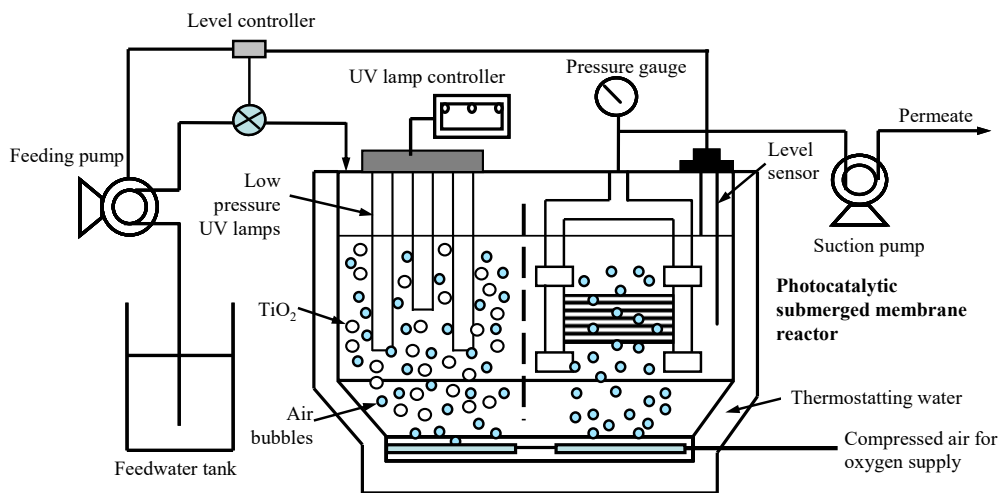 Level controller
UV lamp controller
Pressure gauge
Permeate
Feeding pump
Level
sensor
Low
pressure
UV lamps
Suction pump
Photocatalytic
submerged membrane
reactor
TiO₂
Air
bubbles
Thermostatting water
Compressed air for
oxygen supply
Feedwater tank